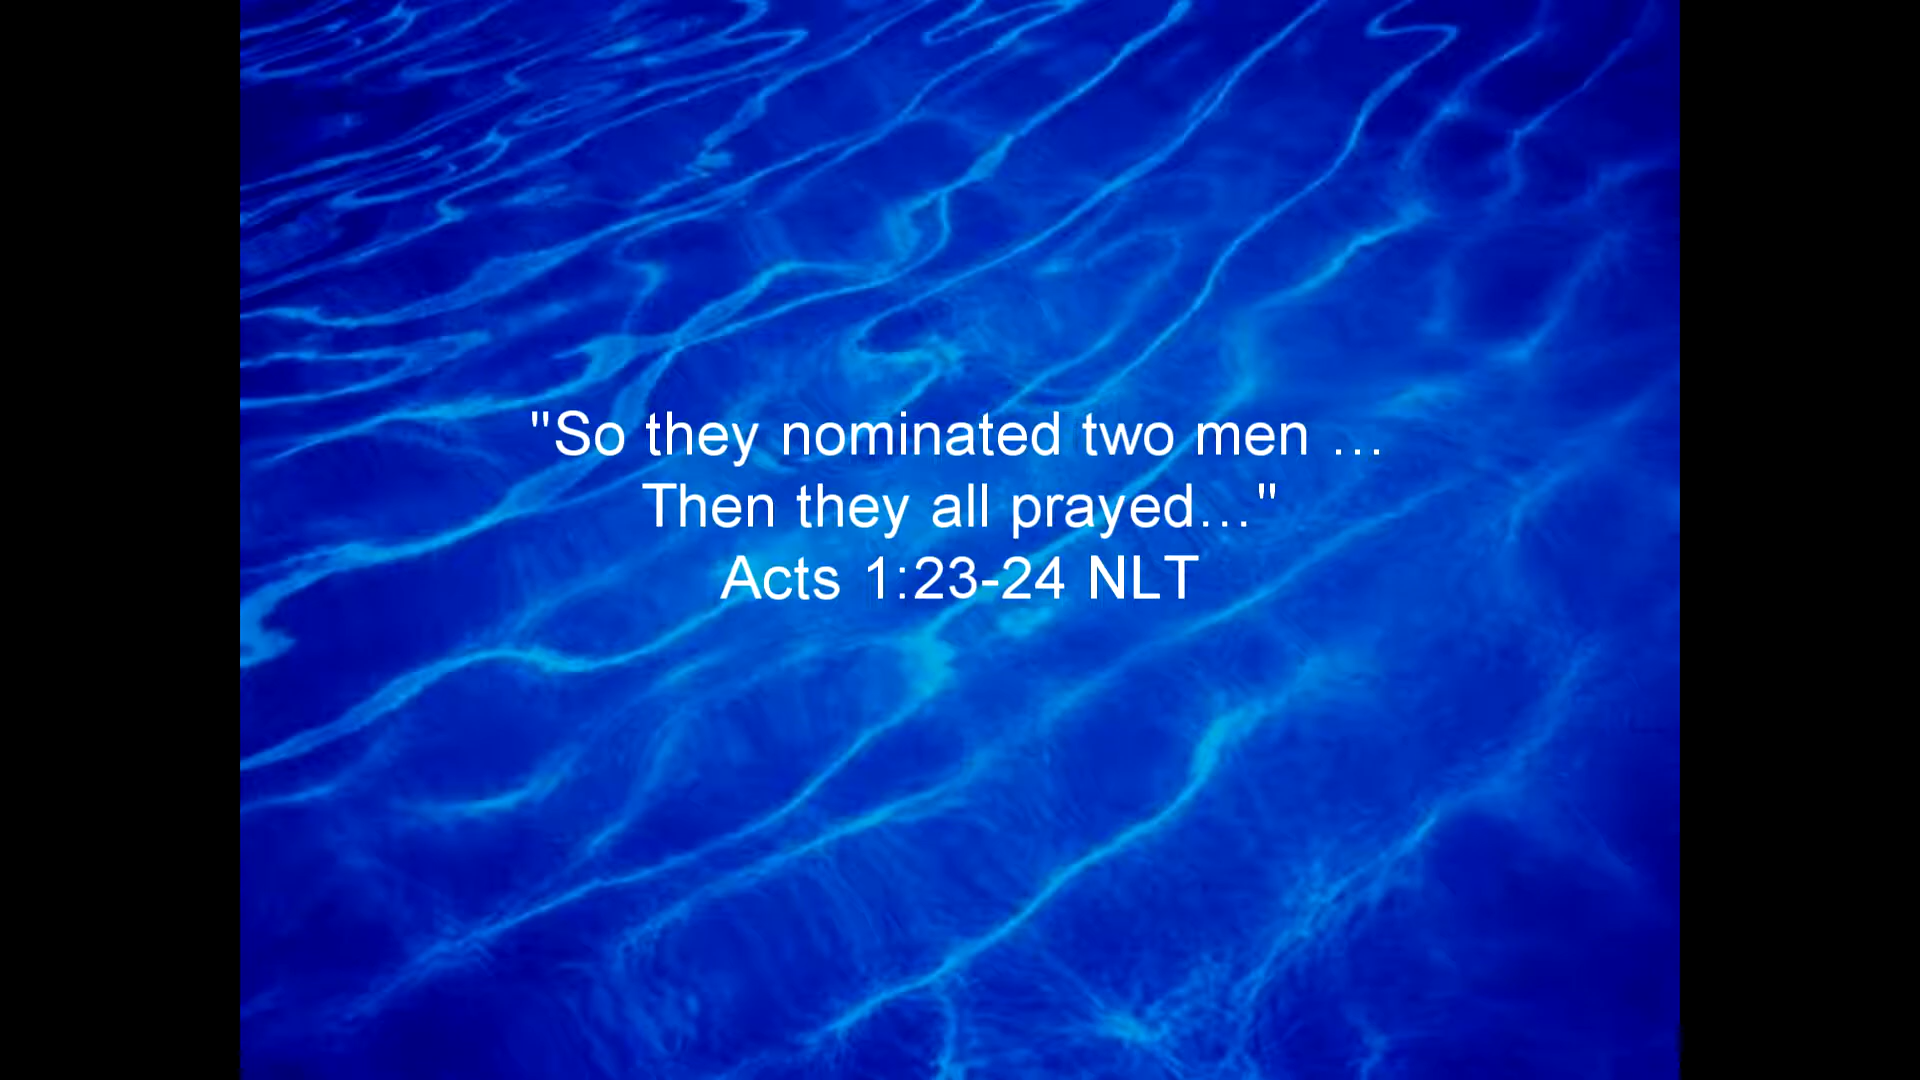 "So they nominated two men …
Then they all prayed…"
Acts 1:23-24 NLT